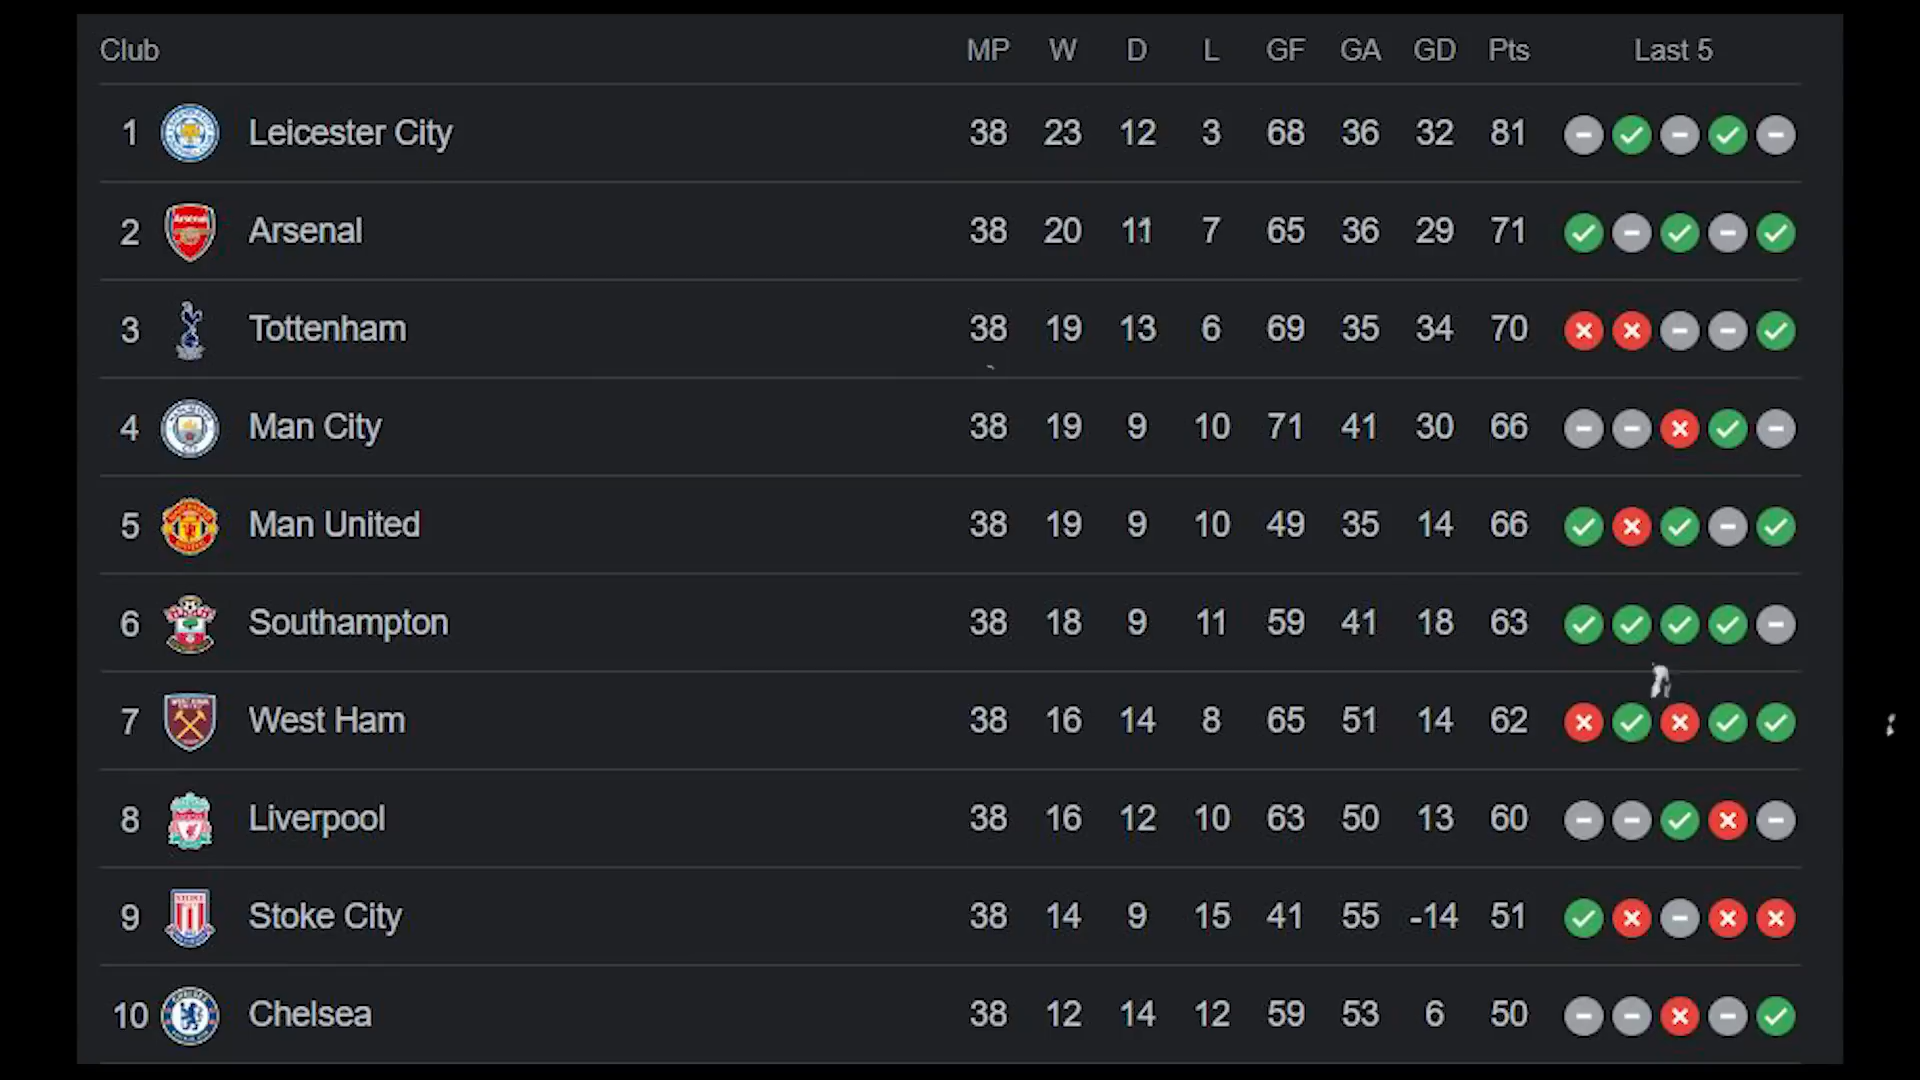 Club MP W D L GF GA GD Pts Last 5
1 Leicester City 38 23 12 3 68 36 32 81
2 Arsenal 38 20 11 7 65 36 29 71
3 Tottenham 38 19 13 6 69 35 34 70
4 Man City 38 19 9 10 71 41 30 66
5 Man United 38 19 9 10 49 35 14 66
6 Southampton 38 18 9 11 59 41 18 63
7 West Ham 38 16 14 8 65 51 14 62
8 Liverpool 38 16 12 10 63 50 13 60
9 Stoke City 38 14 9 15 41 55 -14 51
10 Chelsea 38 12 14 12 59 53 6 50